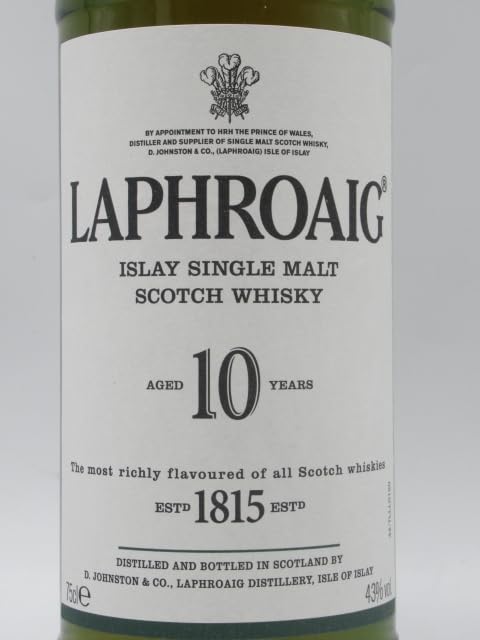 BY APPOINTMENT TO HRH THE PRINCE OF WALES,
DISTILLER AND SUPPLIER OF SINGLE MALT SCOTCH WHISKY,
D. JOHNSTON & CO., (LAPHROAIG) ISLE OF ISLAY
LAPHROAIG®
ISLAY SINGLE MALT
SCOTCH WHISKY
AGED 10 YEARS
The most richly flavoured of all Scotch whiskies
ESTD 1815 ESTD
DISTILLED AND BOTTLED IN SCOTLAND BY
D. JOHNSTON & CO., LAPHROAIG DISTILLERY, ISLE OF ISLAY
75cl e 43% vol